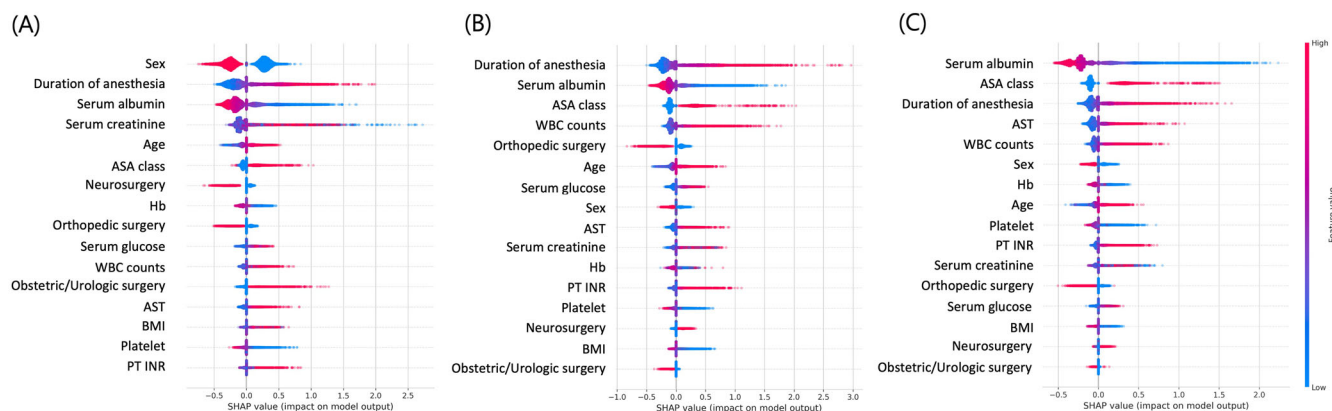 (A)
Sex
Duration of anesthesia
Serum albumin
Serum creatinine
Age
ASA class
Neurosurgery
Hb
Orthopedic surgery
Serum glucose
WBC counts
Obstetric/Urologic surgery
AST
BMI
Platelet
PT INR
-0.5 0.0 0.5 1.0 1.5 2.0 2.5
SHAP value (impact on model output)
(B)
Duration of anesthesia
Serum albumin
ASA class
WBC counts
Orthopedic surgery
Age
Serum glucose
Sex
AST
Serum creatinine
Hb
PT INR
Platelet
Neurosurgery
BMI
Obstetric/Urologic surgery
-1.0 -0.5 0.0 0.5 1.0 1.5 2.0 2.5 3.0
SHAP value (impact on model output)
(C)
Serum albumin
ASA class
Duration of anesthesia
AST
WBC counts
Sex
Hb
Age
Platelet
PT INR
Serum creatinine
Orthopedic surgery
Serum glucose
BMI
Neurosurgery
Obstetric/Urologic surgery
-0.5 0.0 0.5 1.0 1.5 2.0
SHAP value (impact on model output)
High
Feature value
Low